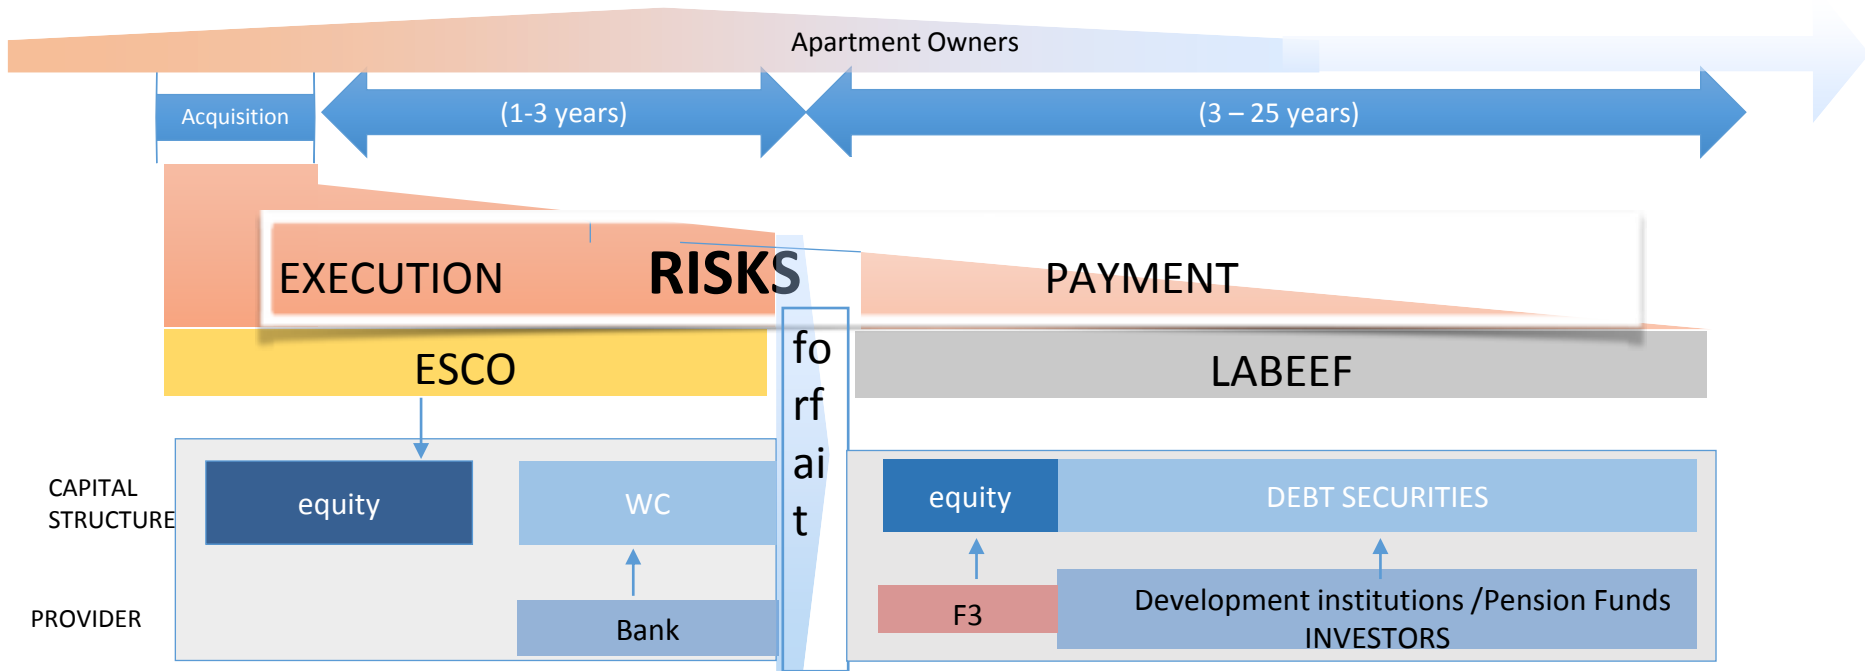 Apartment Owners
Acquisition
(1-3 years)
(3 – 25 years)
EXECUTION
RISKS
PAYMENT
ESCO
fo
rf
ai
t
LABEEF
CAPITAL
STRUCTURE
equity
WC
equity
DEBT SECURITIES
PROVIDER
Bank
F3
Development institutions /Pension Funds
INVESTORS